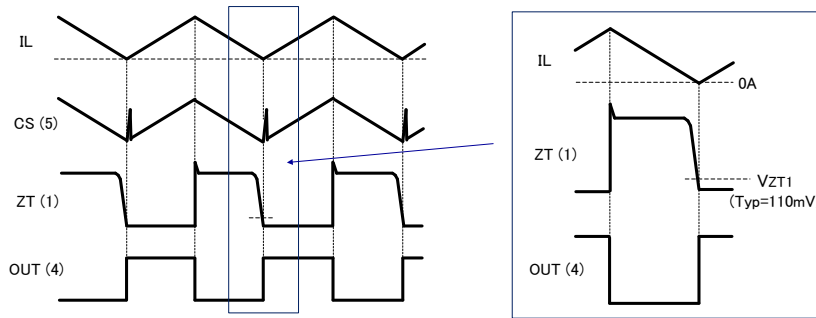 IL
CS (5)
ZT (1)
OUT (4)
IL
0A
ZT (1)
VZT1
(Typ=110mV
OUT (4)